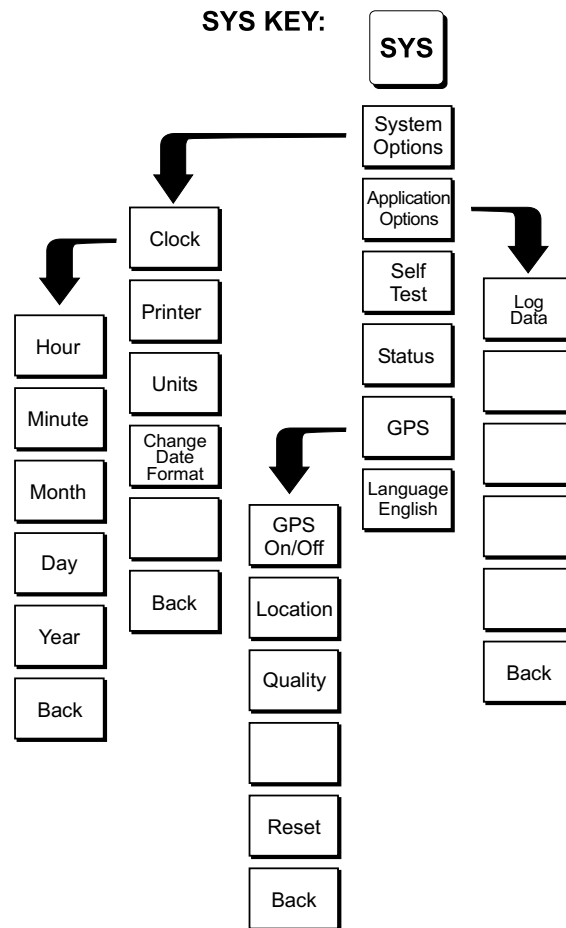 SYS KEY:
SYS
System
Options
Application
Options
Self
Test
Status
GPS
Language
English
Clock
Printer
Units
Change
Date
Format
Back
Hour
Minute
Month
Day
Year
Back
GPS
On/Off
Location
Quality
Reset
Back
Log
Data
Back